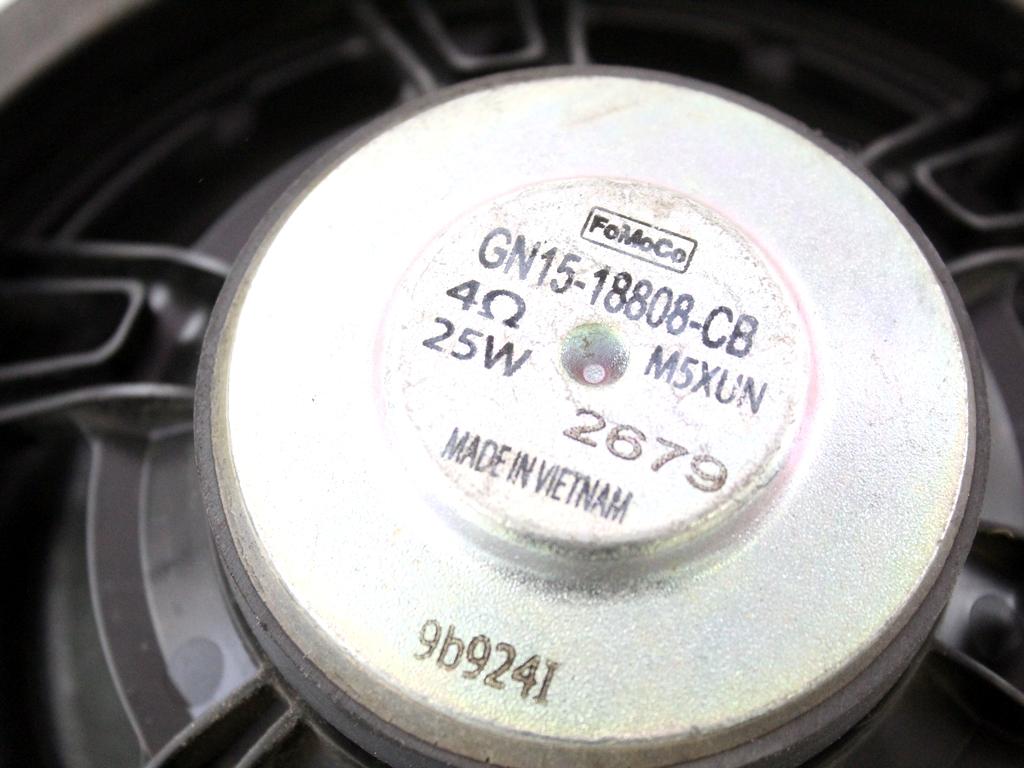 FoMoCo
GN15-18808-CB
4Ω
25W
M5XUN
2679
MADE IN VIETNAM
9b924I